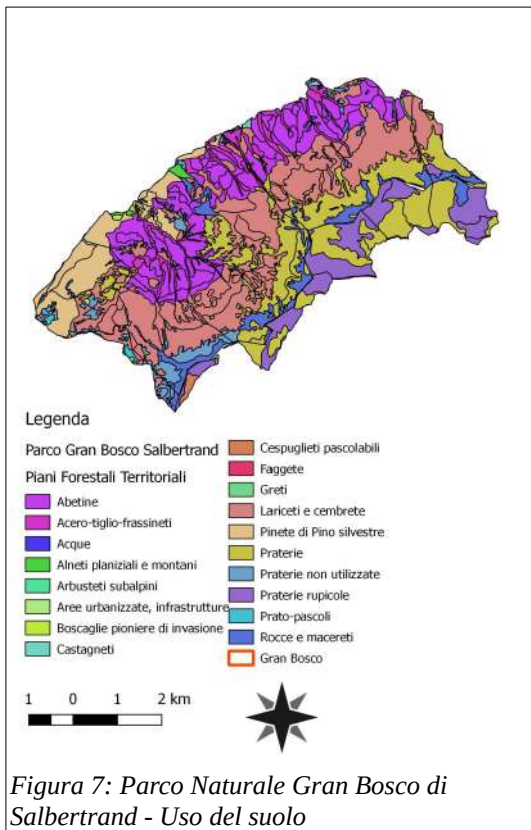 Legenda
Parco Gran Bosco Salbertrand
Piani Forestali Territoriali
Abetine
Acero-tiglio-frassineti
Acque
Alneti planiziali e montani
Arbusteti subalpini
Aree urbanizzate, infrastrutture
Boscaglie pioniere di invasione
Castagneti
Cespuglieti pascolabili
Faggete
Greti
Lariceti e cembrete
Pinete di Pino silvestre
Praterie
Praterie non utilizzate
Praterie rupicole
Prato-pascoli
Rocce e macereti
Gran Bosco
1 0 1 2 km
Figura 7: Parco Naturale Gran Bosco di
Salbertrand - Uso del suolo